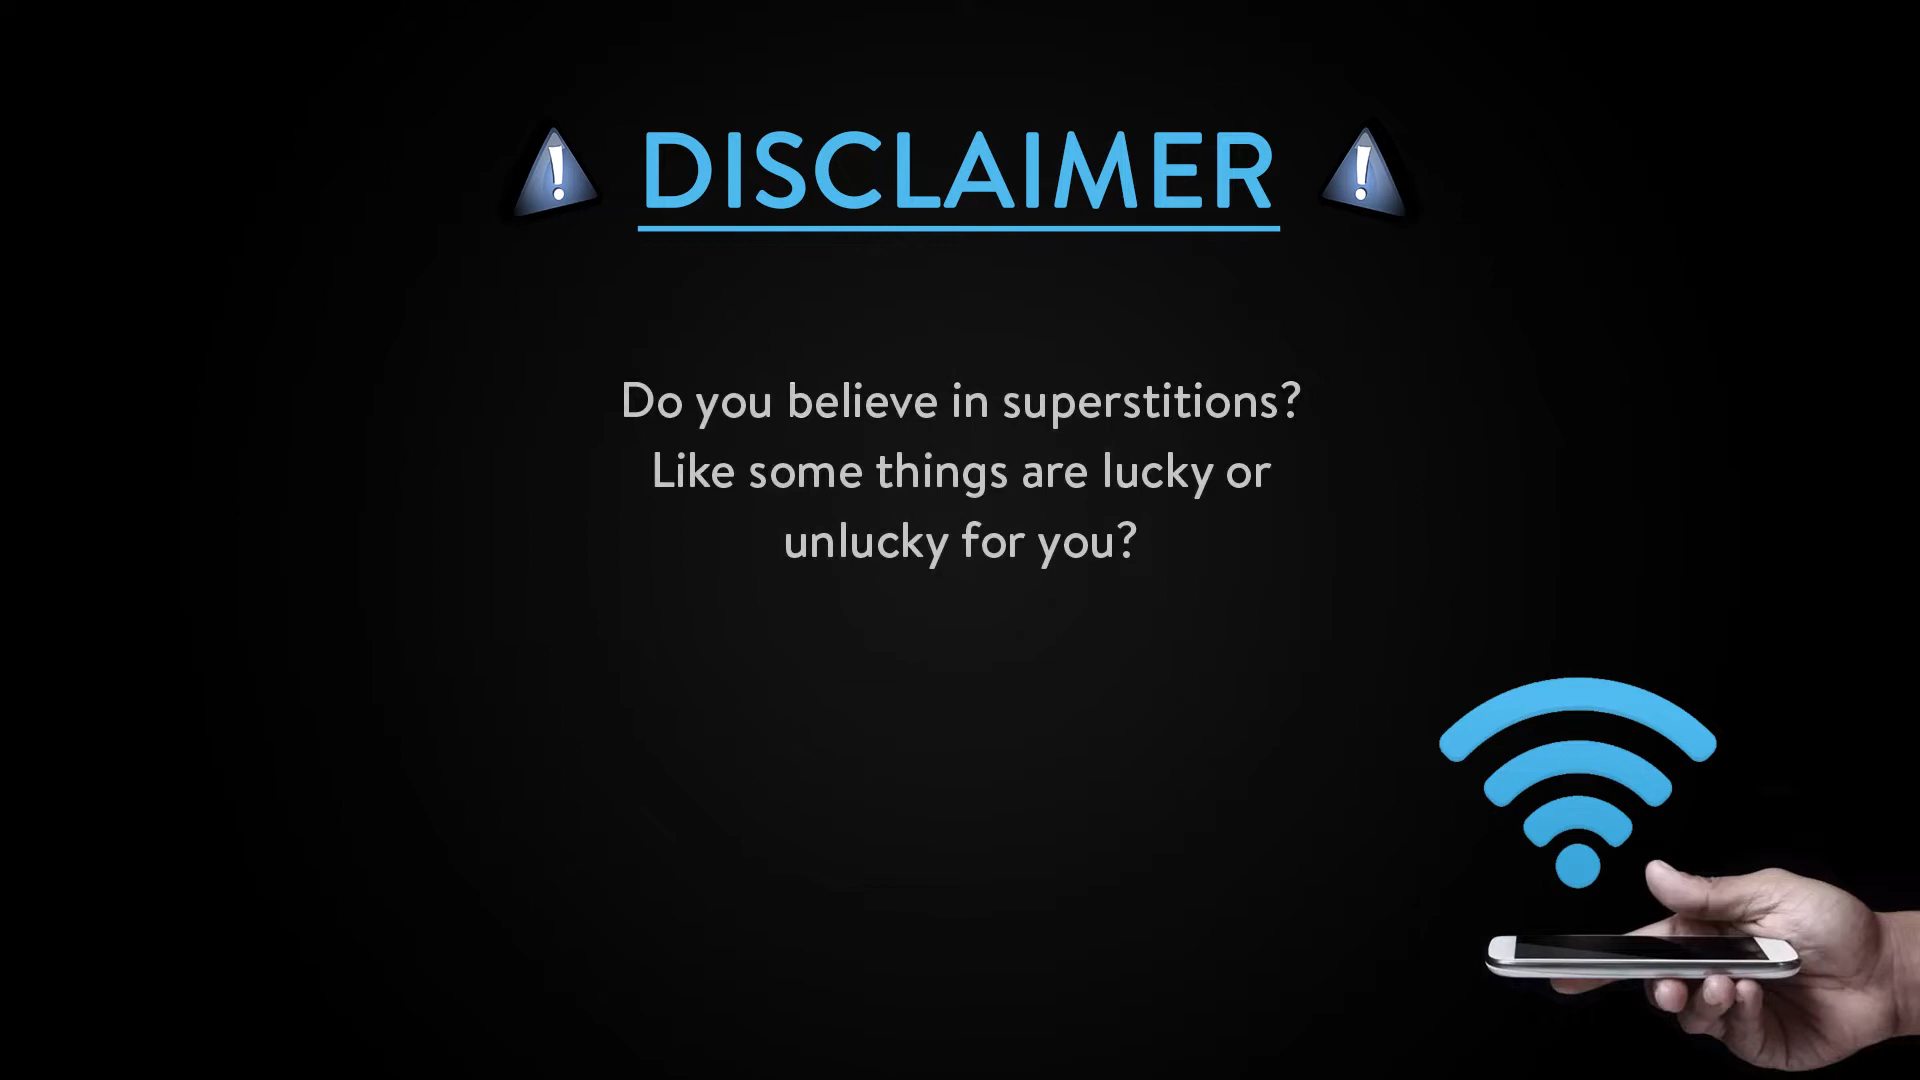 DISCLAIMER
Do you believe in superstitions?
Like some things are lucky or
unlucky for you?